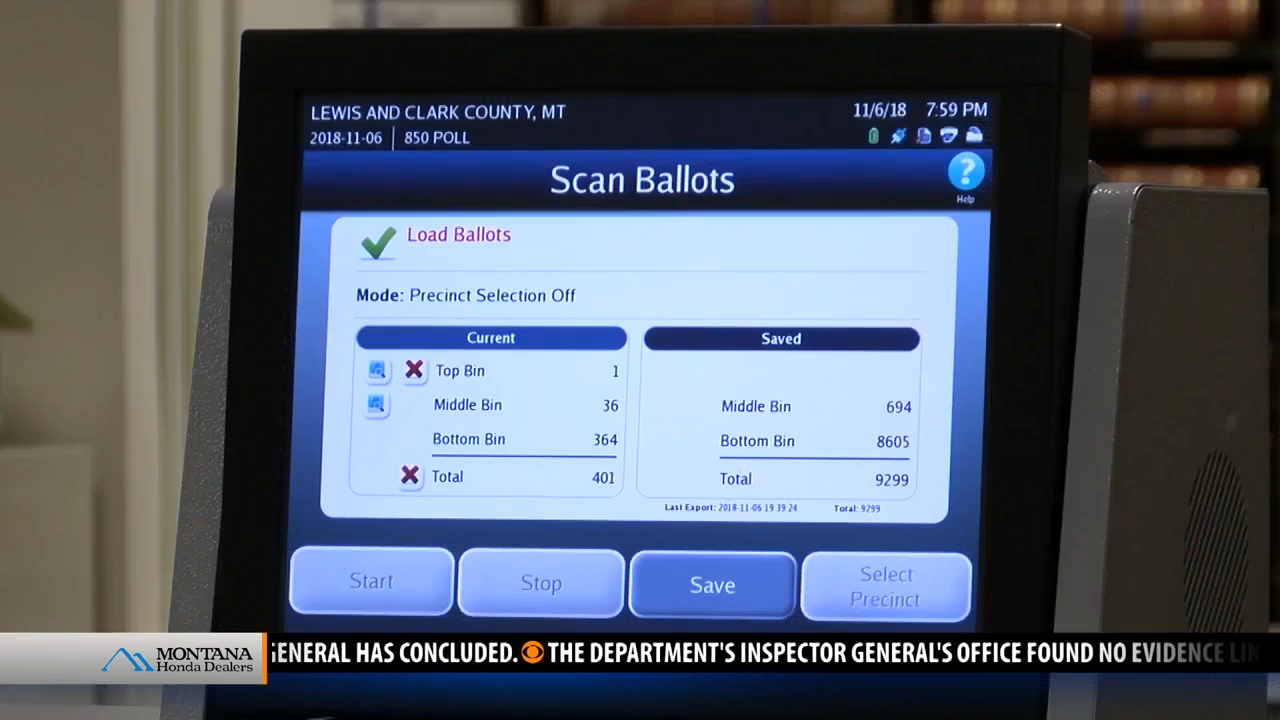 LEWIS AND CLARK COUNTY, MT
11/6/18 7:59 PM
2018-11-06 850 POLL
Scan Ballots
?
Help
Load Ballots
Mode: Precinct Selection Off
Current
Saved
Top Bin 1
Middle Bin 36
Middle Bin 694
Bottom Bin 364
Bottom Bin 8605
Total 401
Total 9299
Last Export: 2018-11-06 19 39 24 Total: 9299
Start
Stop
Save
Select
Precinct
MONTANA
Honda Dealers
GENERAL HAS CONCLUDED. THE DEPARTMENT'S INSPECTOR GENERAL'S OFFICE FOUND NO EVIDENCE